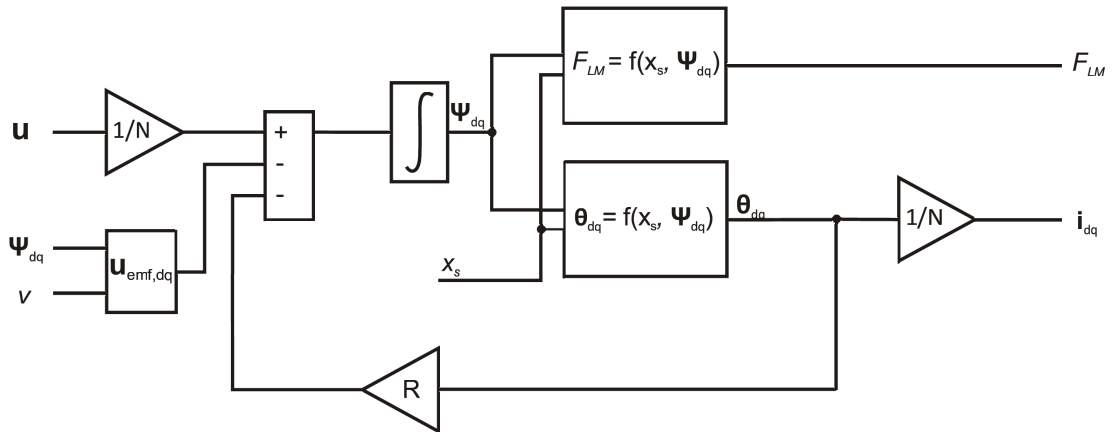 F_LM = f(x_s, Ψ_dq)
F_LM
u
1/N
+
-
-
∫
Ψ_dq
θ_dq = f(x_s, Ψ_dq)
θ_dq
1/N
i_dq
Ψ_dq
v
u_emf,dq
x_s
R